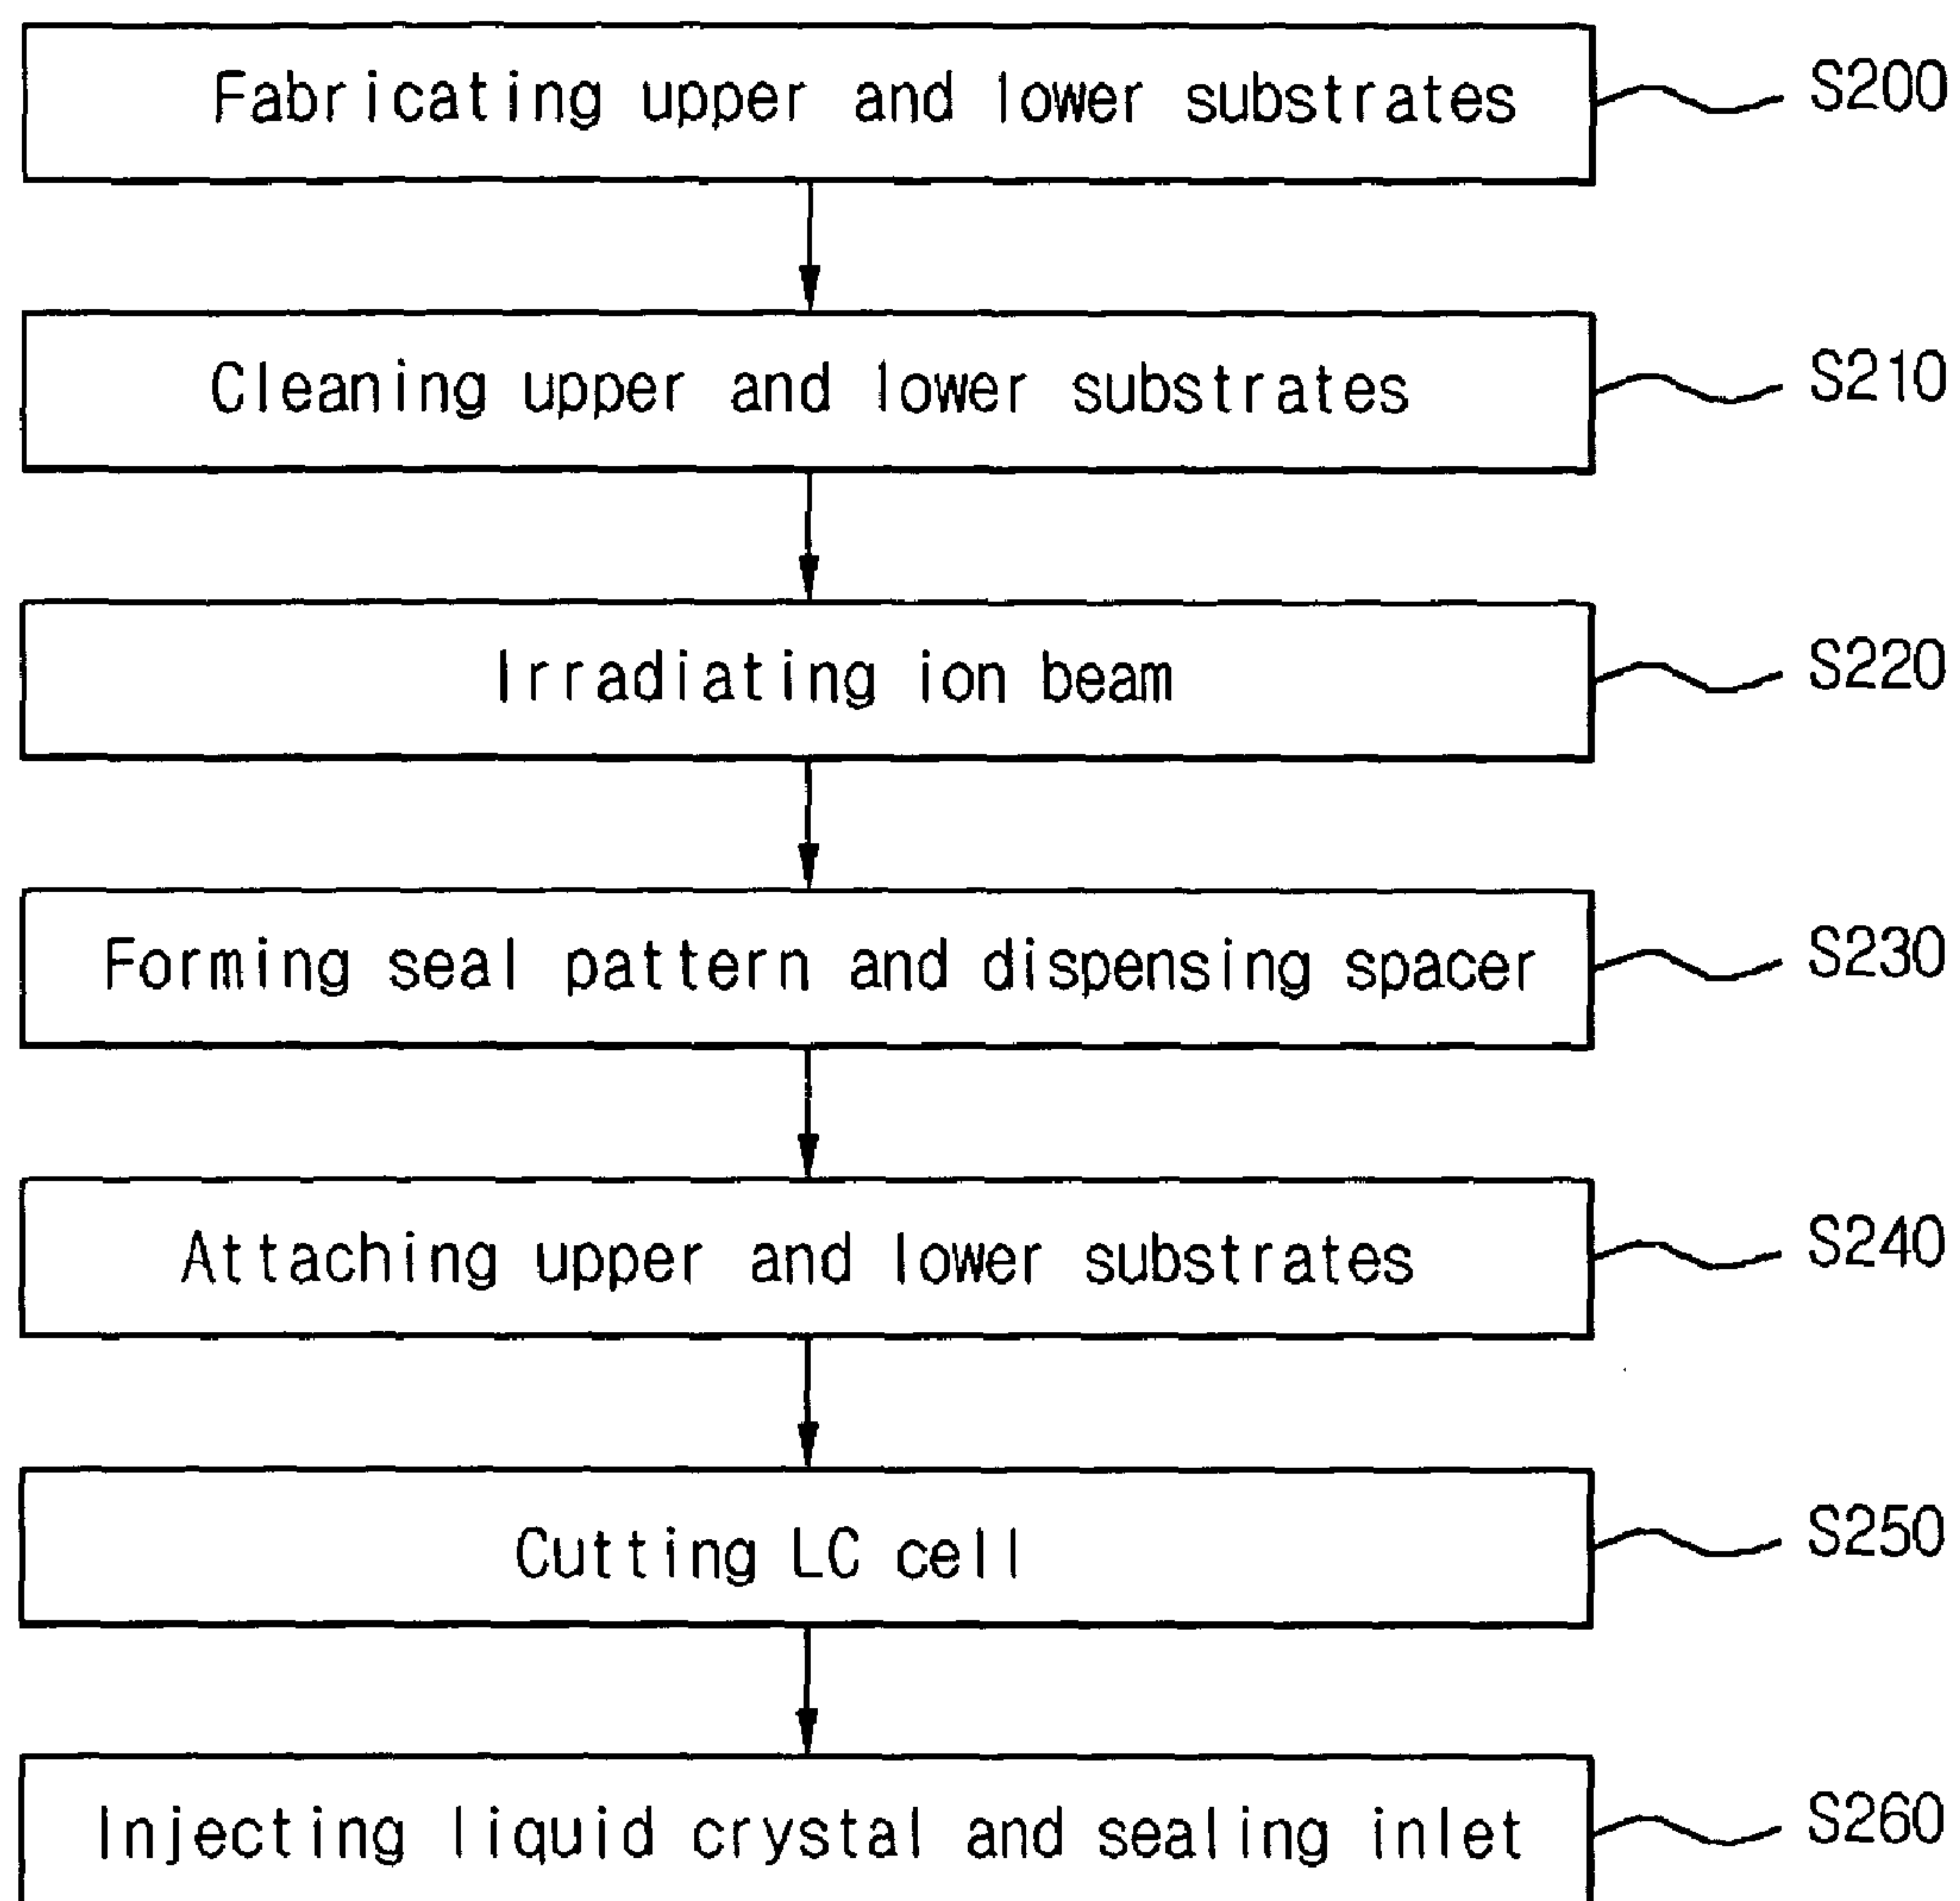 Fabricating upper and lower substrates S200
Cleaning upper and lower substrates S210
Irradiating ion beam S220
Forming seal pattern and dispensing spacer S230
Attaching upper and lower substrates S240
Cutting LC cell S250
Injecting liquid crystal and sealing inlet S260